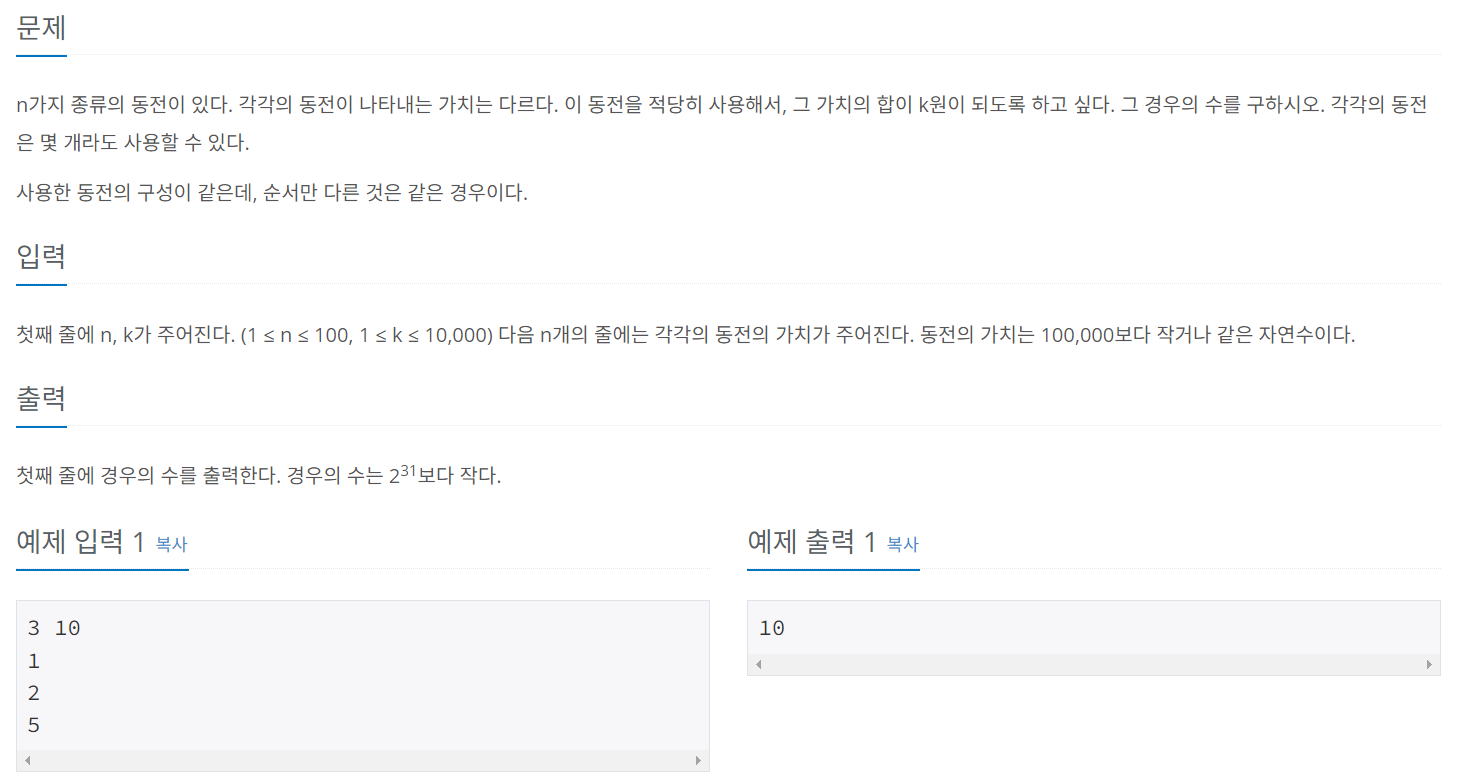 문제
n가지 종류의 동전이 있다. 각각의 동전이 나타내는 가치는 다르다. 이 동전을 적당히 사용해서, 그 가치의 합이 k원이 되도록 하고 싶다. 그 경우의 수를 구하시오. 각각의 동전
은 몇 개라도 사용할 수 있다.
사용한 동전의 구성이 같은데, 순서만 다른 것은 같은 경우이다.
입력
첫째 줄에 n, k가 주어진다. (1 ≤ n ≤ 100, 1 ≤ k ≤ 10,000) 다음 n개의 줄에는 각각의 동전의 가치가 주어진다. 동전의 가치는 100,000보다 작거나 같은 자연수이다.
출력
첫째 줄에 경우의 수를 출력한다. 경우의 수는 2³¹보다 작다.
예제 입력 1 복사
3 10
1
2
5
예제 출력 1 복사
10